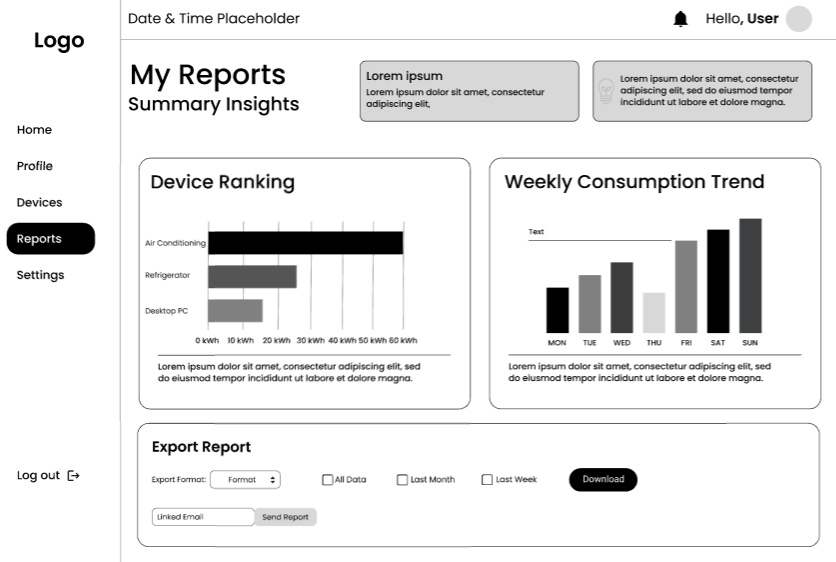 Logo
Date & Time Placeholder
Hello, User
Home
Profile
Devices
Reports
Settings
Log out
My Reports
Summary Insights
Lorem ipsum
Lorem ipsum dolor sit amet, consectetur
adipiscing elit,
Lorem ipsum dolor sit amet, consectetur
adipiscing elit, sed do eiusmod tempor
incididunt ut labore et dolore magna.
Device Ranking
Air Conditioning
Refrigerator
Desktop PC
0 kWh 10 kWh 20 kWh 30 kWh 40 kWh 50 kWh 60 kWh
Lorem ipsum dolor sit amet, consectetur adipiscing elit, sed
do eiusmod tempor incididunt ut labore et dolore magna.
Weekly Consumption Trend
Text
MON TUE WED THU FRI SAT SUN
Lorem ipsum dolor sit amet, consectetur adipiscing elit, sed
do eiusmod tempor incididunt ut labore et dolore magna.
Export Report
Export Format: Format All Data Last Month Last Week Download
Linked Email Send Report